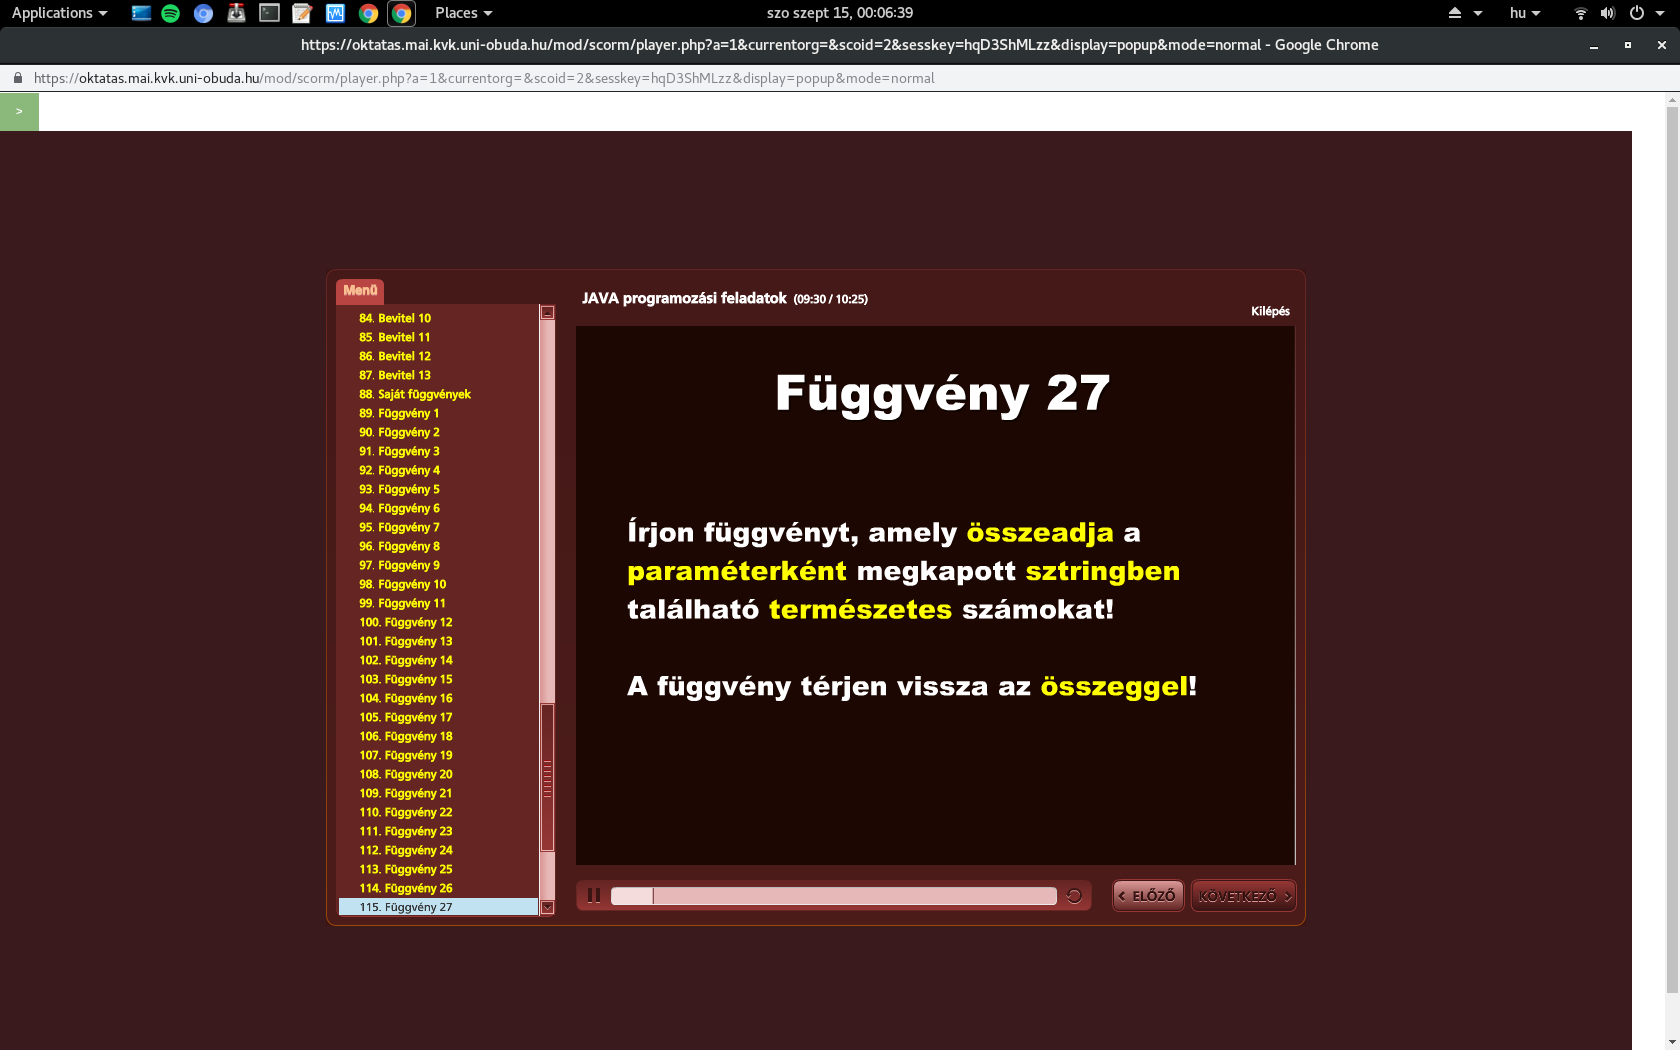 Applications
Places
szo szept 15, 00:06:39
hu
https://oktatas.mai.kvk.uni-obuda.hu/mod/scorm/player.php?a=1&currentorg=&scoid=2&sesskey=hqD3ShMLzz&display=popup&mode=normal - Google Chrome
https://oktatas.mai.kvk.uni-obuda.hu/mod/scorm/player.php?a=1&currentorg=&scoid=2&sesskey=hqD3ShMLzz&display=popup&mode=normal
>
Menü
84. Bevitel 10
85. Bevitel 11
86. Bevitel 12
87. Bevitel 13
88. Saját függvények
89. Függvény 1
90. Függvény 2
91. Függvény 3
92. Függvény 4
93. Függvény 5
94. Függvény 6
95. Függvény 7
96. Függvény 8
97. Függvény 9
98. Függvény 10
99. Függvény 11
100. Függvény 12
101. Függvény 13
102. Függvény 14
103. Függvény 15
104. Függvény 16
105. Függvény 17
106. Függvény 18
107. Függvény 19
108. Függvény 20
109. Függvény 21
110. Függvény 22
111. Függvény 23
112. Függvény 24
113. Függvény 25
114. Függvény 26
115. Függvény 27
JAVA programozási feladatok (09:30 / 10:25)
Kilépés
Függvény 27
Írjon függvényt, amely összeadja a
paraméterként megkapott sztringben
található természetes számokat!
A függvény térjen vissza az összeggel!
< ELŐZŐ
KÖVETKEZŐ >